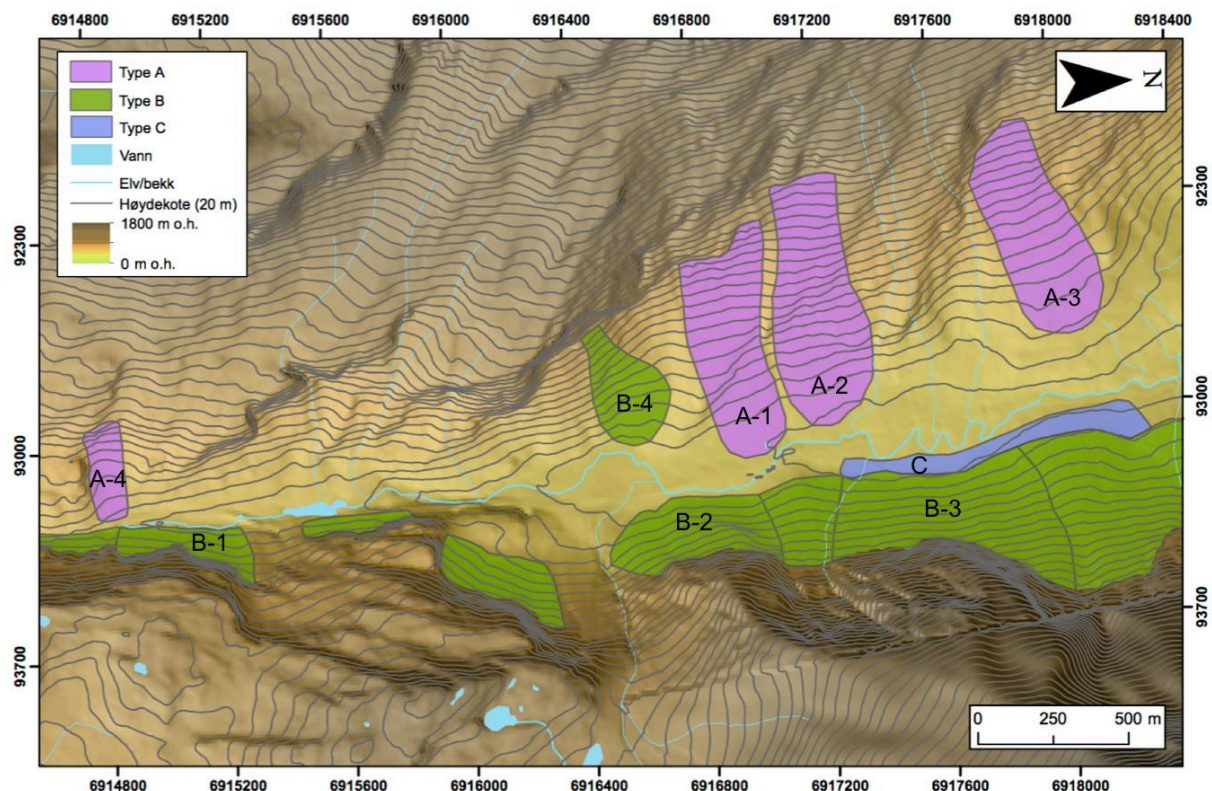 6914800 6915200 6915600 6916000 6916400 6916800 6917200 6917600 6918000 6918400
Type A
Type B
Type C
Vann
Elv/bekk
Høydekote (20 m)
1800 m o.h.
0 m o.h.
N
92300
92300
A-3
A-2
A-1
B-4
93000
93000
A-4
C
B-3
B-2
B-1
93700
93700
0 250 500 m
6914800 6915200 6915600 6916000 6916400 6916800 6917200 6917600 6918000